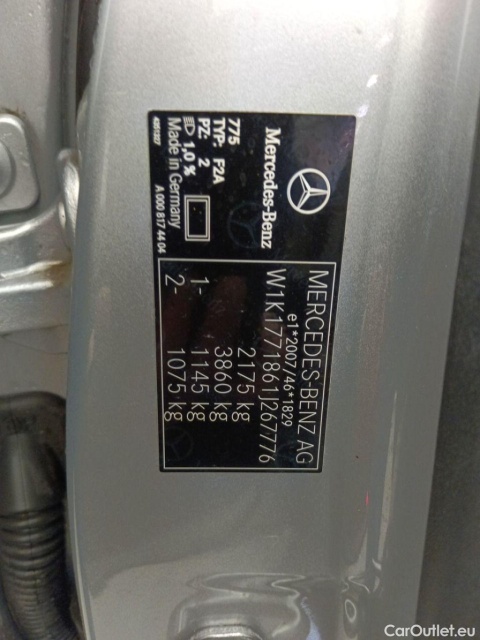 Mercedes-Benz
775
TYP: F2A
PZ: 2
1,0 %
Made in Germany
4351327
A 000 817 44 04
MERCEDES-BENZ AG
e1*2007/46*1829
W1K1771861J267776
2175 kg
3860 kg
1- 1145 kg
2- 1075 kg
CarOutlet.eu